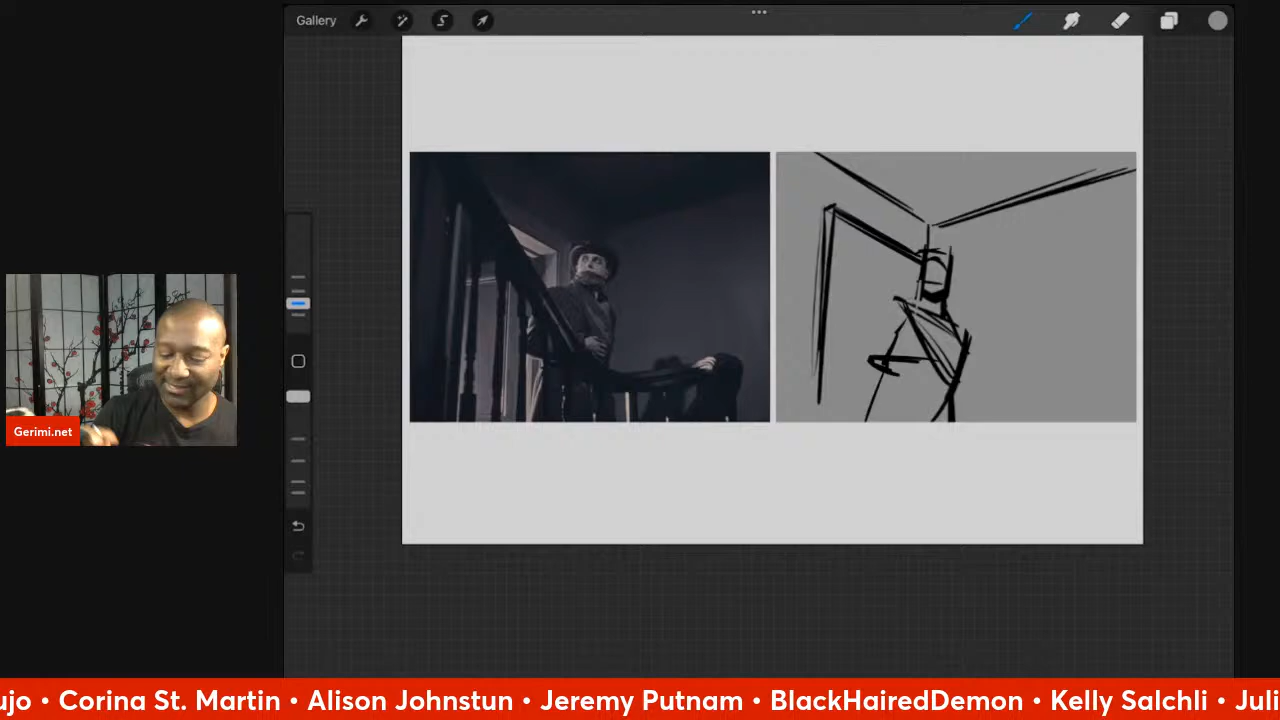 Gallery
Gerimi.net
ujo • Corina St. Martin • Alison Johnstun • Jeremy Putnam • BlackHairedDemon • Kelly Salchli • Juli